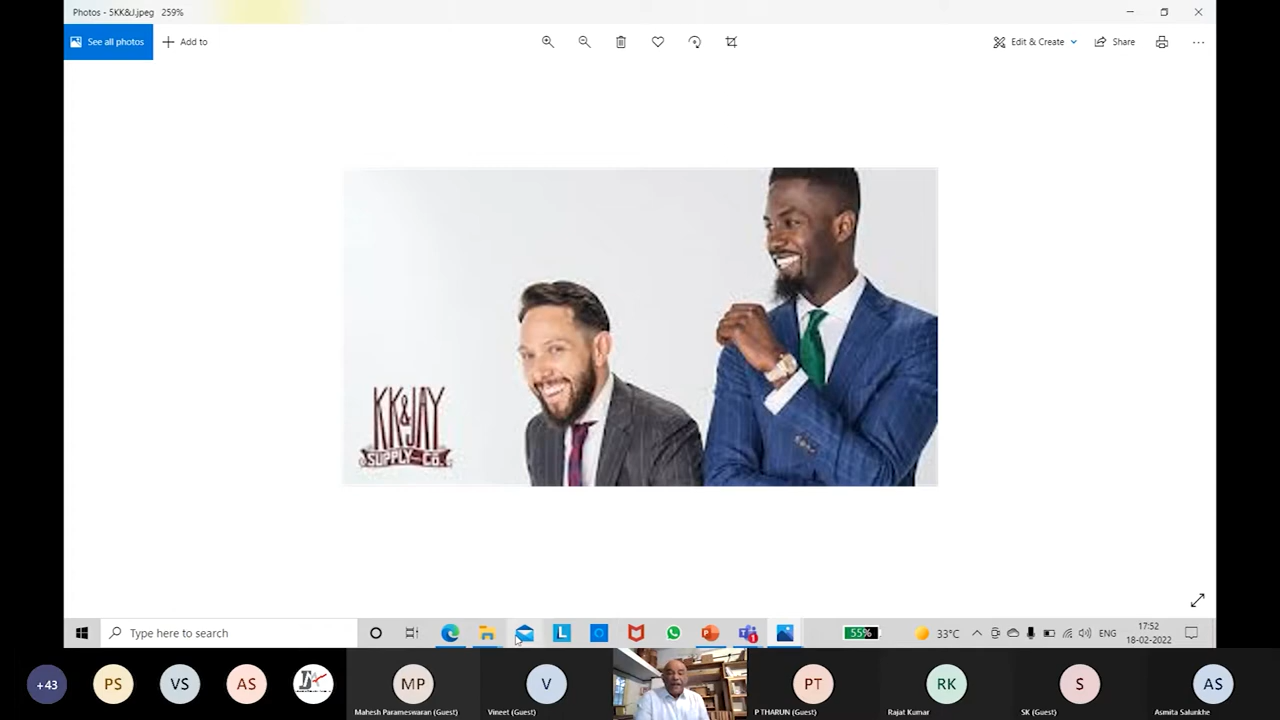 Photos - 5KK&J.jpeg 259%
See all photos
Add to
Edit & Create
Share
KK&JAY
SUPPLY CO.
Type here to search
L
55%
33°C
ENG
17:52
18-02-2022
+43
PS
VS
AS
MP
V
PT
RK
S
AS
Mahesh Parameswaran (Guest)
Vineet (Guest)
P THARUN (Guest)
Rajat Kumar
SK (Guest)
Asmita Salunkhe